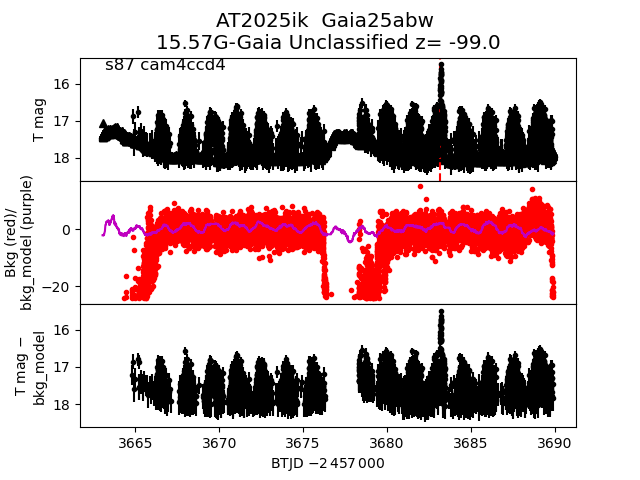 AT2025ik  Gaia25abw
15.57G-Gaia Unclassified z= -99.0
s87 cam4ccd4
T mag
16
17
18
Bkg (red)/
bkg_model (purple)
0
−20
T mag −
bkg_model
16
17
18
3665 3670 3675 3680 3685 3690
BTJD −2 457 000